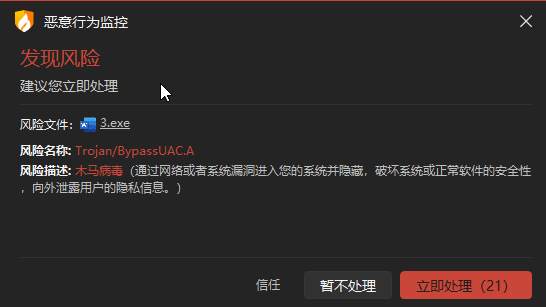 恶意行为监控
发现风险
建议您立即处理
风险文件： 3.exe
风险名称: Trojan/BypassUAC.A
风险描述: 木马病毒（通过网络或者系统漏洞进入您的系统并隐藏，破坏系统或正常软件的安全性
，向外泄露用户的隐私信息。）
信任 暂不处理 立即处理（21）